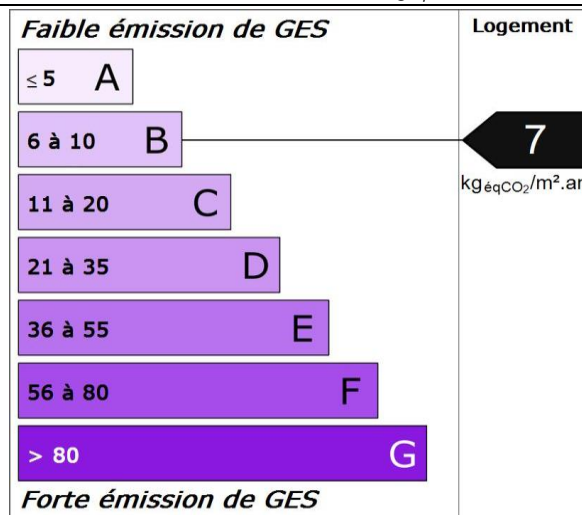 Faible émission de GES
Logement
≤ 5 A
6 à 10 B
7
kgéqCO₂/m².an
11 à 20 C
21 à 35 D
36 à 55 E
56 à 80 F
> 80 G
Forte émission de GES